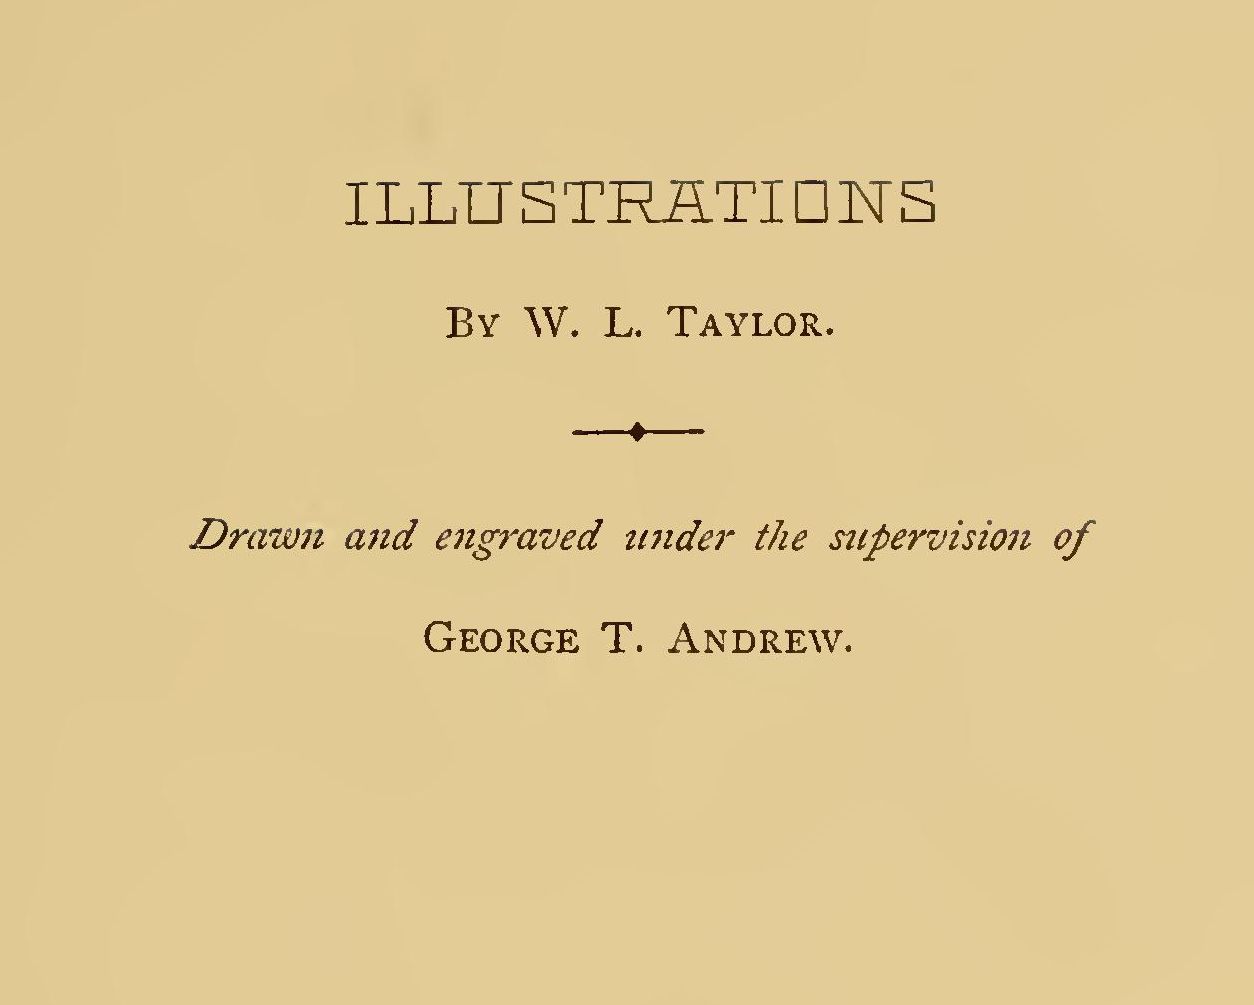 ILLUSTRATIONS
By W. L. Taylor.
Drawn and engraved under the supervision of
George T. Andrew.